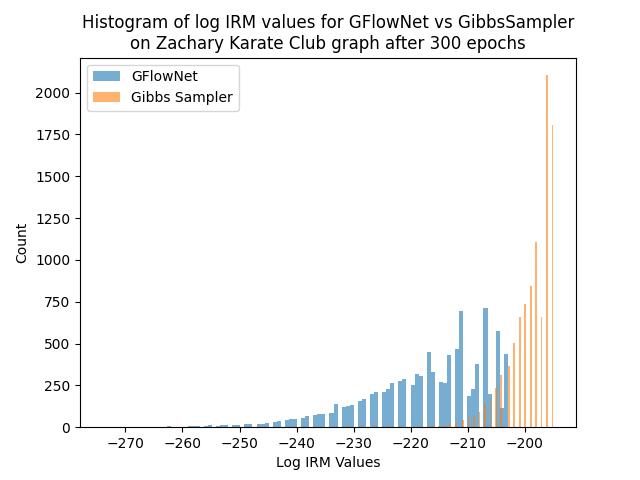 Histogram of log IRM values for GFlowNet vs GibbsSampler
on Zachary Karate Club graph after 300 epochs
GFlowNet
Gibbs Sampler
2000
1750
1500
1250
1000
750
500
250
0
Count
−270 −260 −250 −240 −230 −220 −210 −200
Log IRM Values